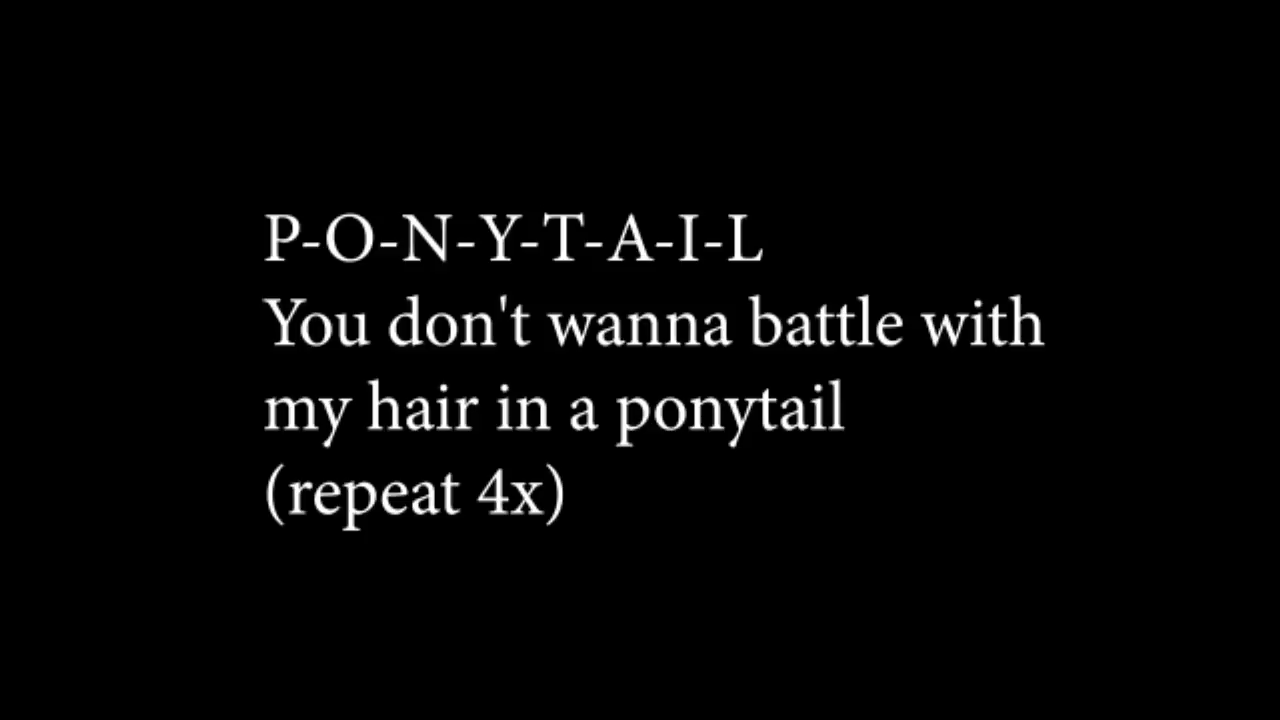 P-O-N-Y-T-A-I-L
You don't wanna battle with
my hair in a ponytail
(repeat 4x)